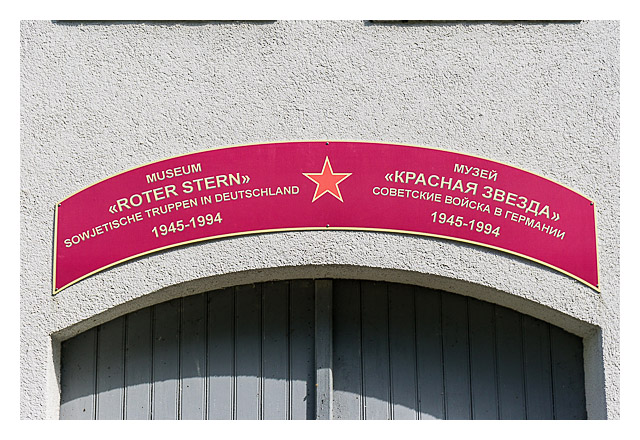 MUSEUM
«ROTER STERN»
SOWJETISCHE TRUPPEN IN DEUTSCHLAND
1945-1994
МУЗЕЙ
«КРАСНАЯ ЗВЕЗДА»
СОВЕТСКИЕ ВОЙСКА В ГЕРМАНИИ
1945-1994